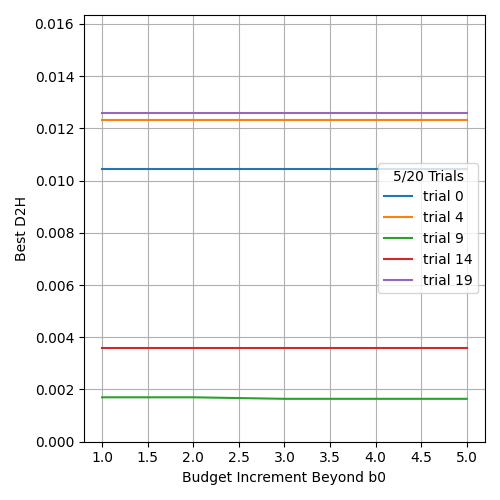 0.016
0.014
0.012
0.010
0.008
0.006
0.004
0.002
0.000
Best D2H
5/20 Trials
trial 0
trial 4
trial 9
trial 14
trial 19
1.0 1.5 2.0 2.5 3.0 3.5 4.0 4.5 5.0
Budget Increment Beyond b0